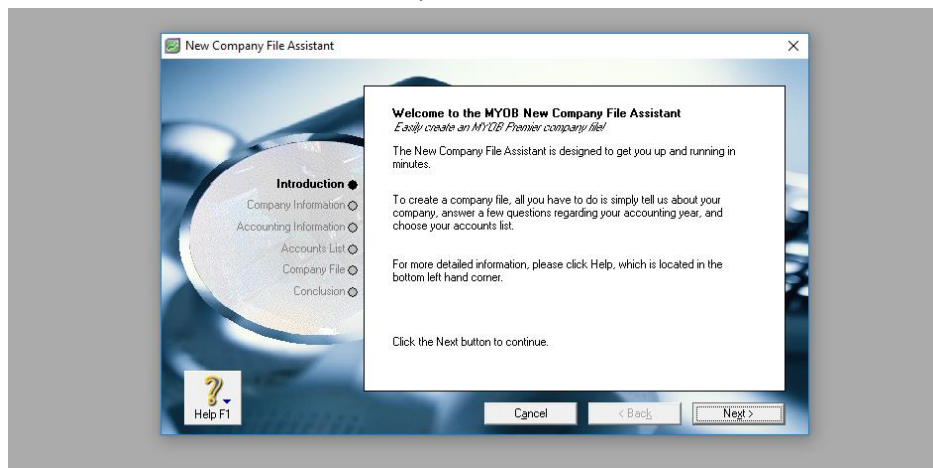 New Company File Assistant
Welcome to the MYOB New Company File Assistant
Easily create an MYOB Premier company file!
The New Company File Assistant is designed to get you up and running in
minutes.
To create a company file, all you have to do is simply tell us about your
company, answer a few questions regarding your accounting year, and
choose your accounts list.
For more detailed information, please click Help, which is located in the
bottom left hand corner.
Click the Next button to continue.
Introduction
Company Information
Accounting Information
Accounts List
Company File
Conclusion
Help F1
Cancel
< Back
Next >